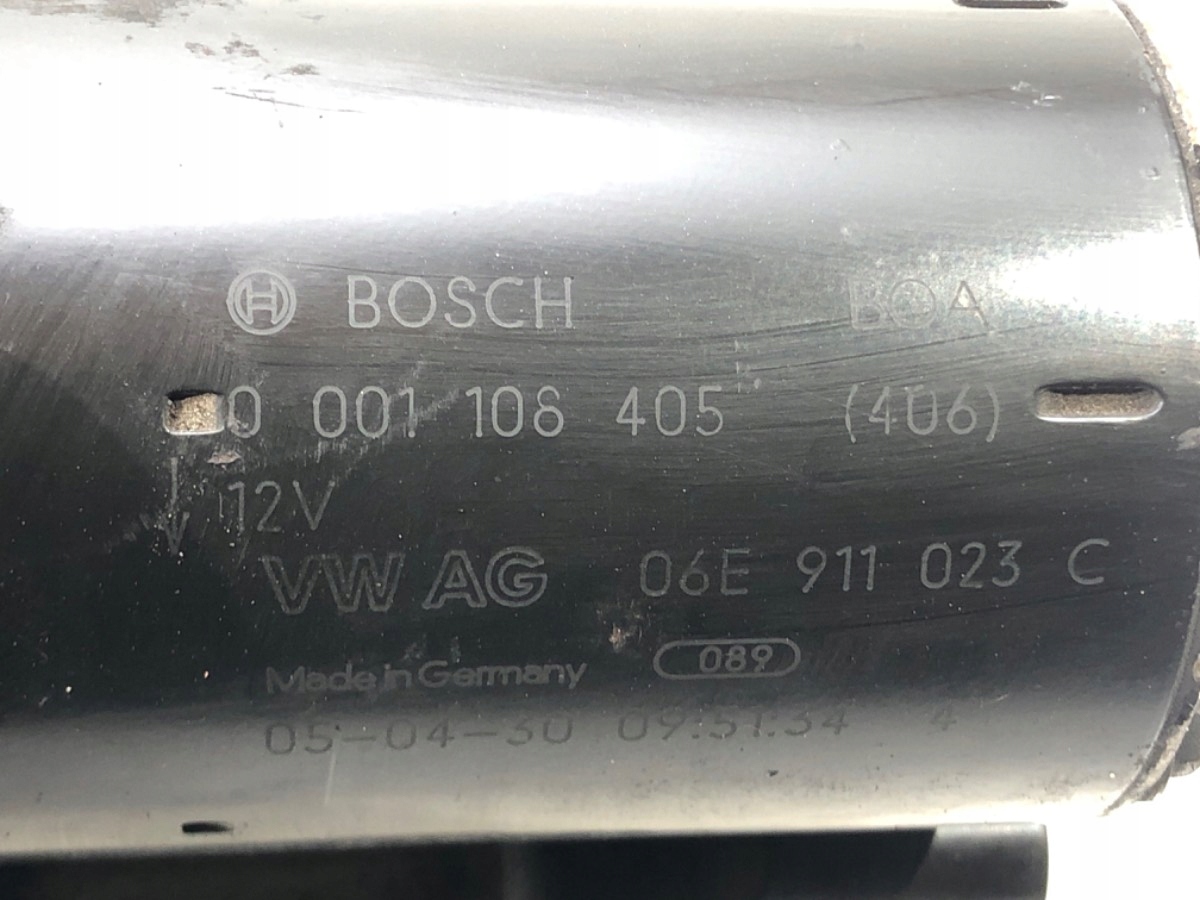 BOSCH BOA
0 001 108 405 (406)
12V
VW AG 06E 911 023 C
Made in Germany 089
05-04-30 09:51:34 4